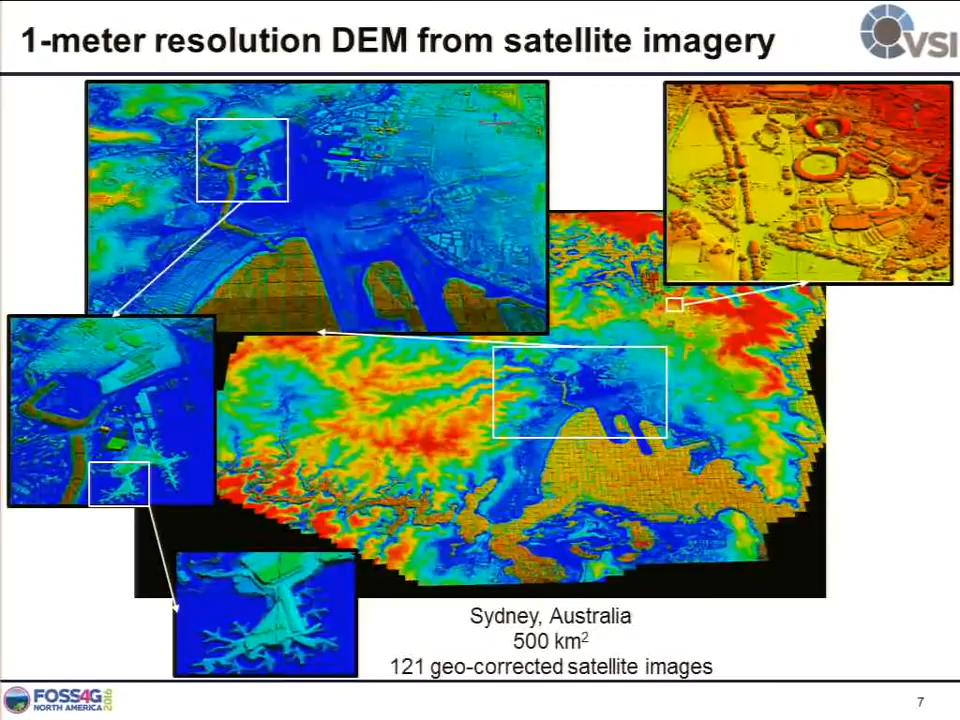 1-meter resolution DEM from satellite imagery
VSI
Sydney, Australia
500 km²
121 geo-corrected satellite images
FOSS4G
NORTH AMERICA
2016
7